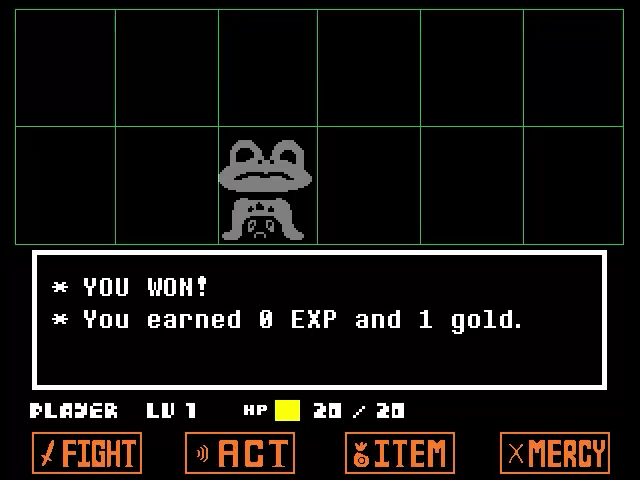 * YOU WON!
* You earned 0 EXP and 1 gold.
PLAYER LV 1 HP 20 / 20
FIGHT ACT ITEM MERCY